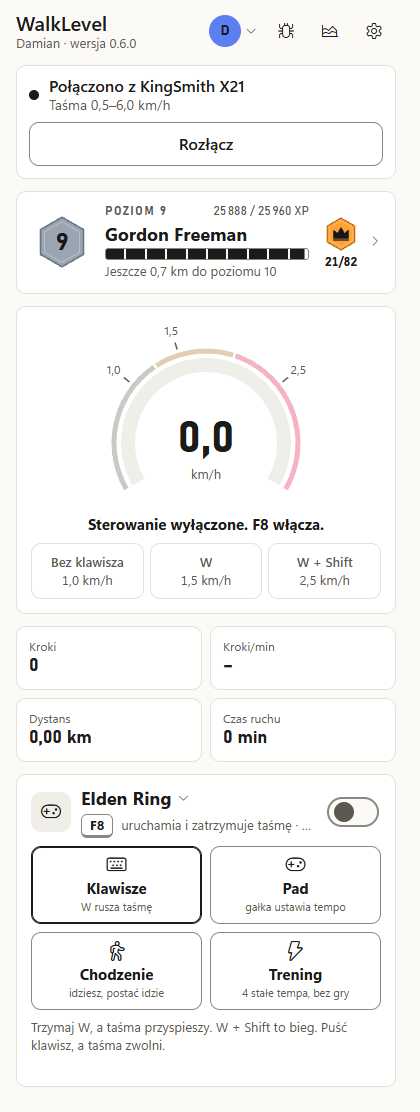 WalkLevel
Damian · wersja 0.6.0
D
Połączono z KingSmith X21
Taśma 0,5–6,0 km/h
Rozłącz
9
POZIOM 9
25 888 / 25 960 XP
Gordon Freeman
Jeszcze 0,7 km do poziomu 10
21/82
1,5
1,0
2,5
0,0
km/h
Sterowanie wyłączone. F8 włącza.
Bez klawisza
1,0 km/h
W
1,5 km/h
W + Shift
2,5 km/h
Kroki
0
Kroki/min
–
Dystans
0,00 km
Czas ruchu
0 min
Elden Ring
F8 uruchamia i zatrzymuje taśmę · ...
Klawisze
W rusza taśmę
Pad
gałka ustawia tempo
Chodzenie
idziesz, postać idzie
Trening
4 stałe tempa, bez gry
Trzymaj W, a taśma przyspieszy. W + Shift to bieg. Puść
klawisz, a taśma zwolni.